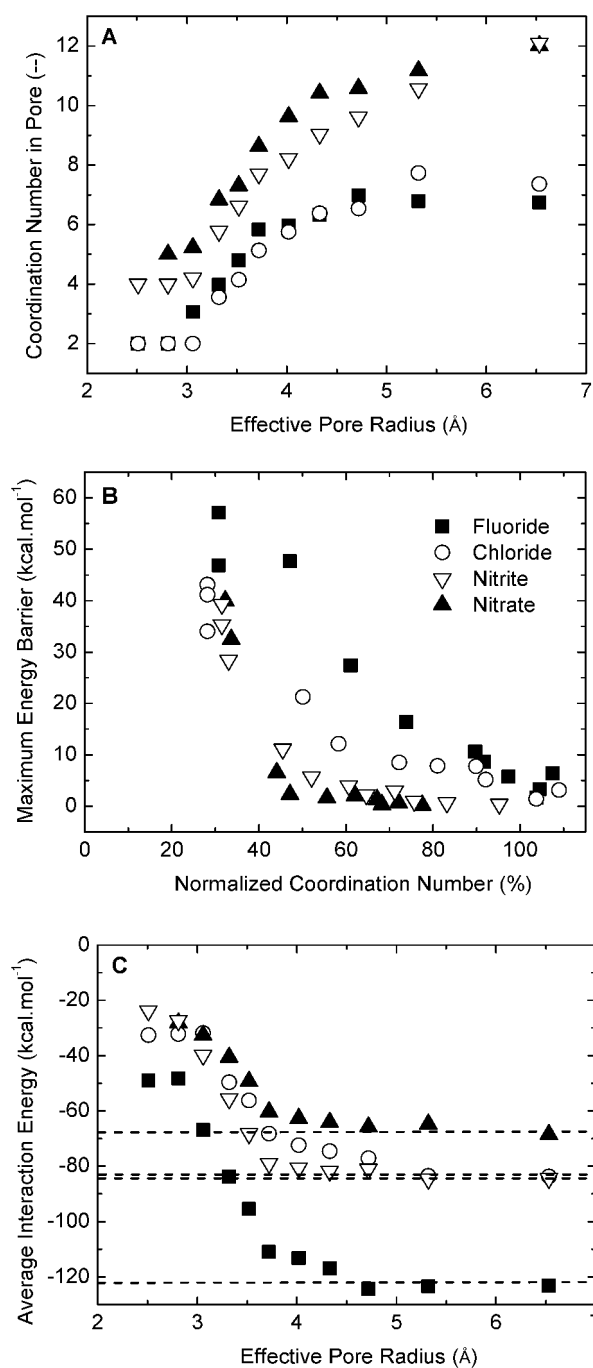 A
12
10
8
6
4
2
Coordination Number in Pore (--)
2 3 4 5 6 7
Effective Pore Radius (Å)
B
60
50
40
30
20
10
0
Maximum Energy Barrier (kcal.mol⁻¹)
Fluoride
Chloride
Nitrite
Nitrate
0 20 40 60 80 100
Normalized Coordination Number (%)
C
0
-20
-40
-60
-80
-100
-120
Average Interaction Energy (kcal.mol⁻¹)
2 3 4 5 6
Effective Pore Radius (Å)